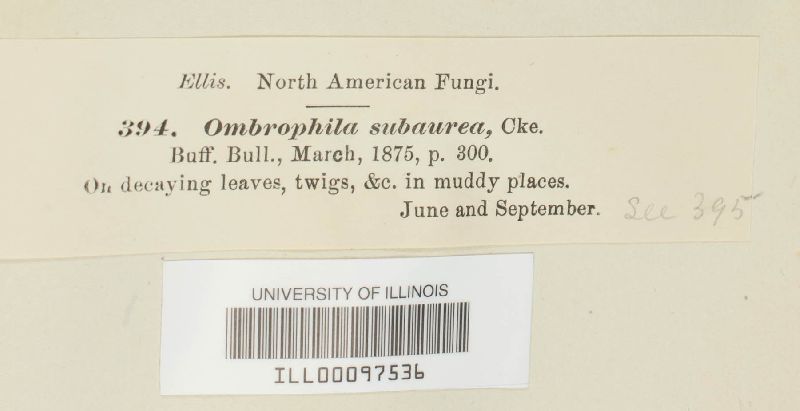 Ellis. North American Fungi.
394. Ombrophila subaurea, Cke.
Buff. Bull., March, 1875, p. 300.
On decaying leaves, twigs, &c. in muddy places.
June and September. See 395
UNIVERSITY OF ILLINOIS
ILL00097536